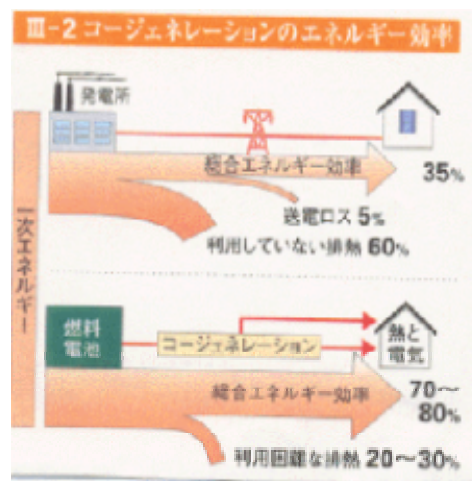 Ⅲ-2 コージェネレーションのエネルギー効率
発電所
総合エネルギー効率
35%
送電ロス 5%
利用していない排熱 60%
一次エネルギー
燃料
電池
コージェネレーション
熱と
電気
総合エネルギー効率
70〜
80%
利用困難な排熱 20〜30%